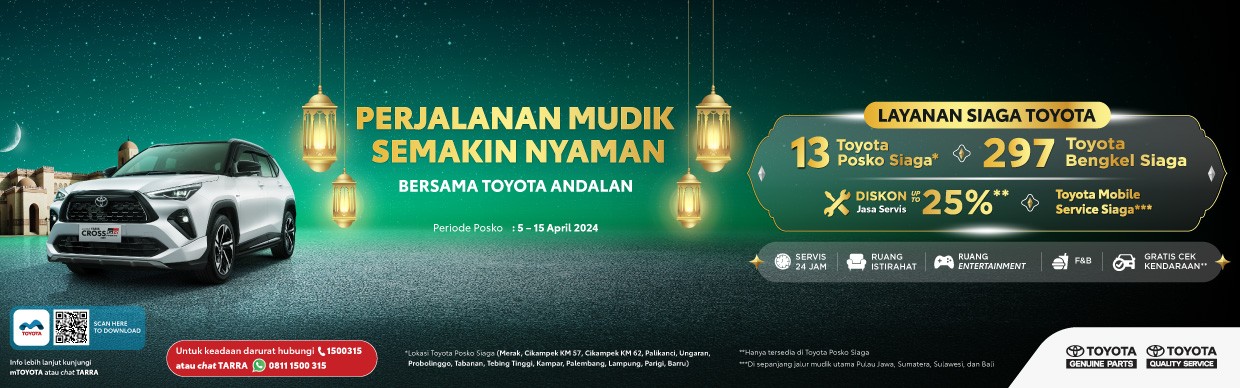 PERJALANAN MUDIK
SEMAKIN NYAMAN
BERSAMA TOYOTA ANDALAN
Periode Posko : 5 – 15 April 2024
LAYANAN SIAGA TOYOTA
13 Toyota Posko Siaga*
297 Toyota Bengkel Siaga
DISKON Jasa Servis UP TO 25%**
Toyota Mobile Service Siaga***
SERVIS 24 JAM
RUANG ISTIRAHAT
RUANG ENTERTAINMENT
F&B
GRATIS CEK KENDARAAN**
CROSS
TOYOTA
SCAN HERE
TO DOWNLOAD
Info lebih lanjut kunjungi
mTOYOTA atau chat TARRA
Untuk keadaan darurat hubungi 1500315
atau chat TARRA 0811 1500 315
*Lokasi Toyota Posko Siaga (Merak, Cikampek KM 57, Cikampek KM 62, Palikanci, Ungaran,
Probolinggo, Tabanan, Tebing Tinggi, Kampar, Palembang, Lampung, Parigi, Barru)
**Hanya tersedia di Toyota Posko Siaga
***Di sepanjang jalur mudik utama Pulau Jawa, Sumatera, Sulawesi, dan Bali
TOYOTA
GENUINE PARTS
TOYOTA
QUALITY SERVICE